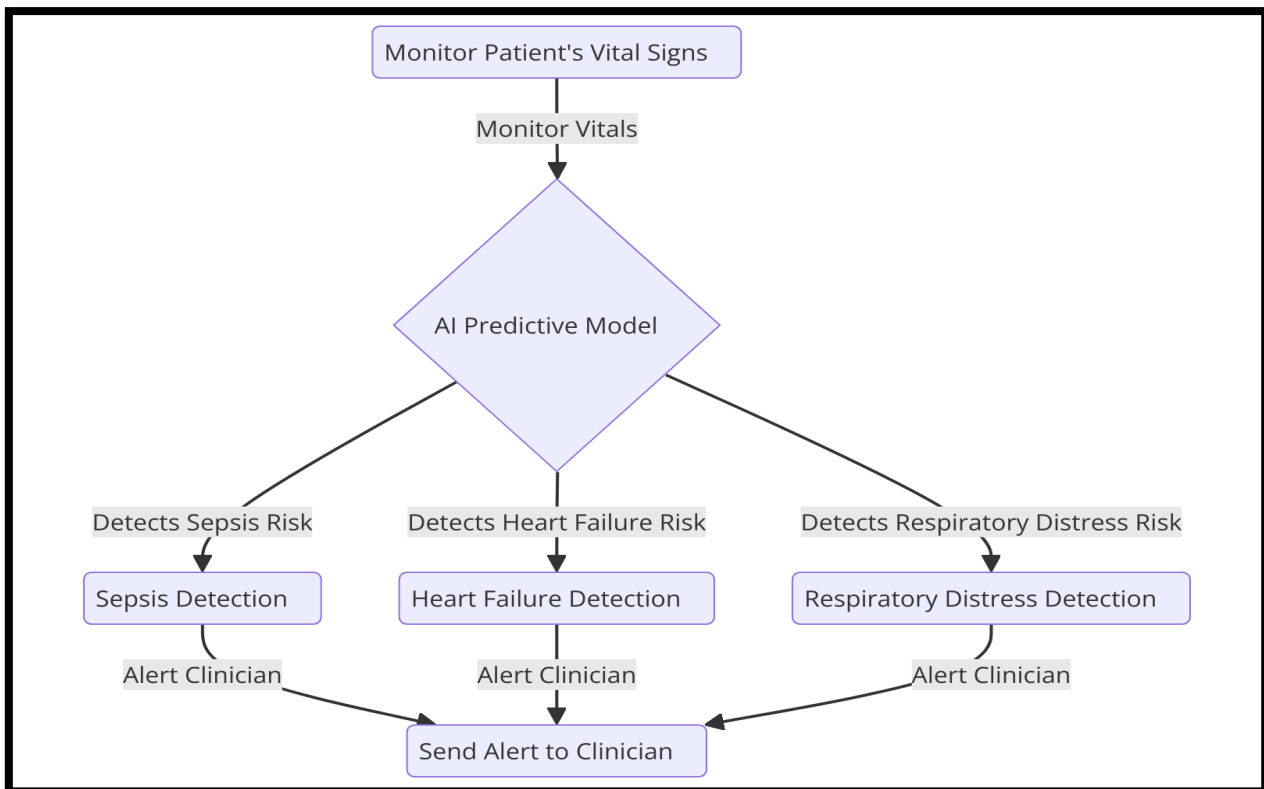 Monitor Patient's Vital Signs
Monitor Vitals
AI Predictive Model
Detects Sepsis Risk
Detects Heart Failure Risk
Detects Respiratory Distress Risk
Sepsis Detection
Heart Failure Detection
Respiratory Distress Detection
Alert Clinician
Alert Clinician
Alert Clinician
Send Alert to Clinician